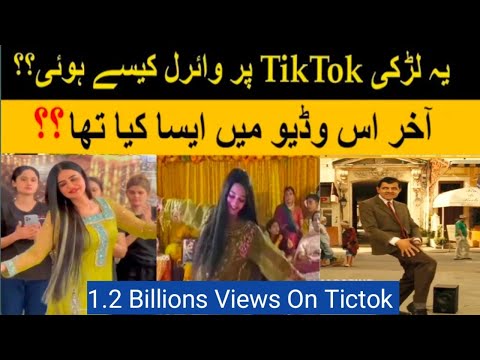 یہ لڑکی TikTok پر وائرل کیسے ہوئی؟؟
آخر اس وڈیو میں ایسا کیا تھا؟؟
1.2 Billions Views On Tictok